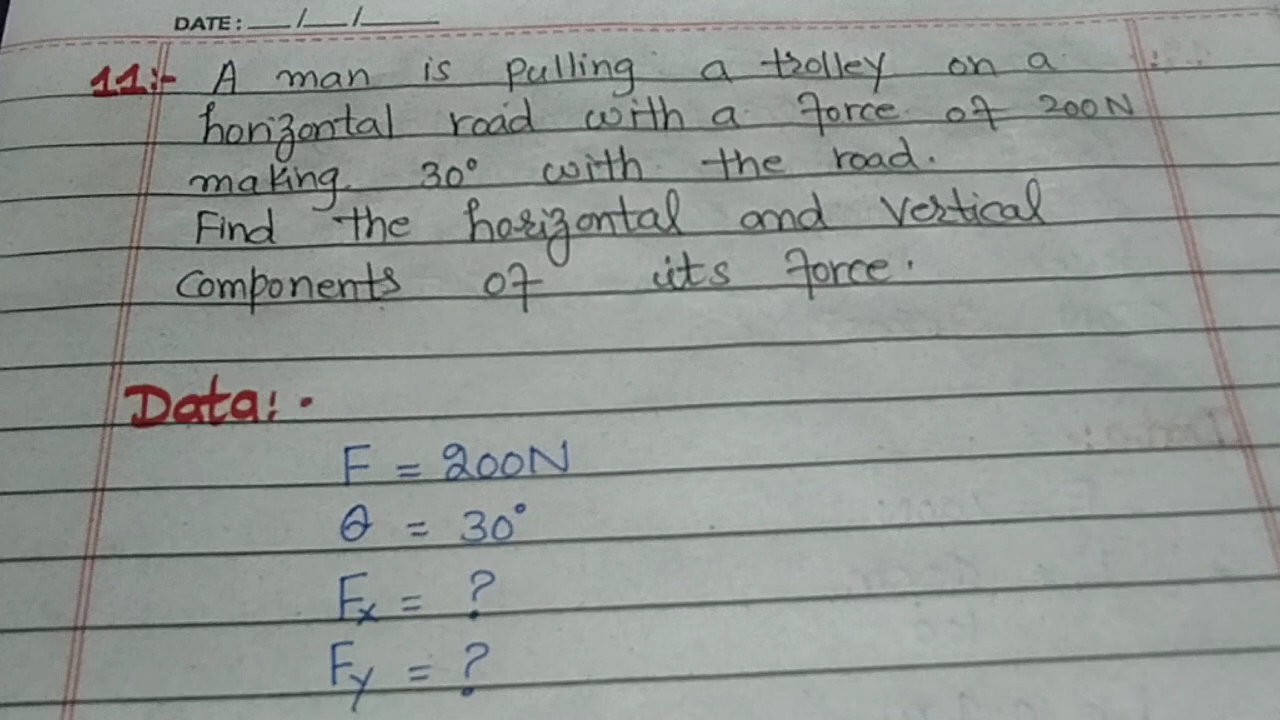 DATE: __/__/____
11:- A man is pulling a trolley on a
horizontal road with a force of 200N
making 30° with the road.
Find the horizontal and vertical
components of its force.
Data:.
F = 200N
θ = 30°
Fx = ?
Fy = ?